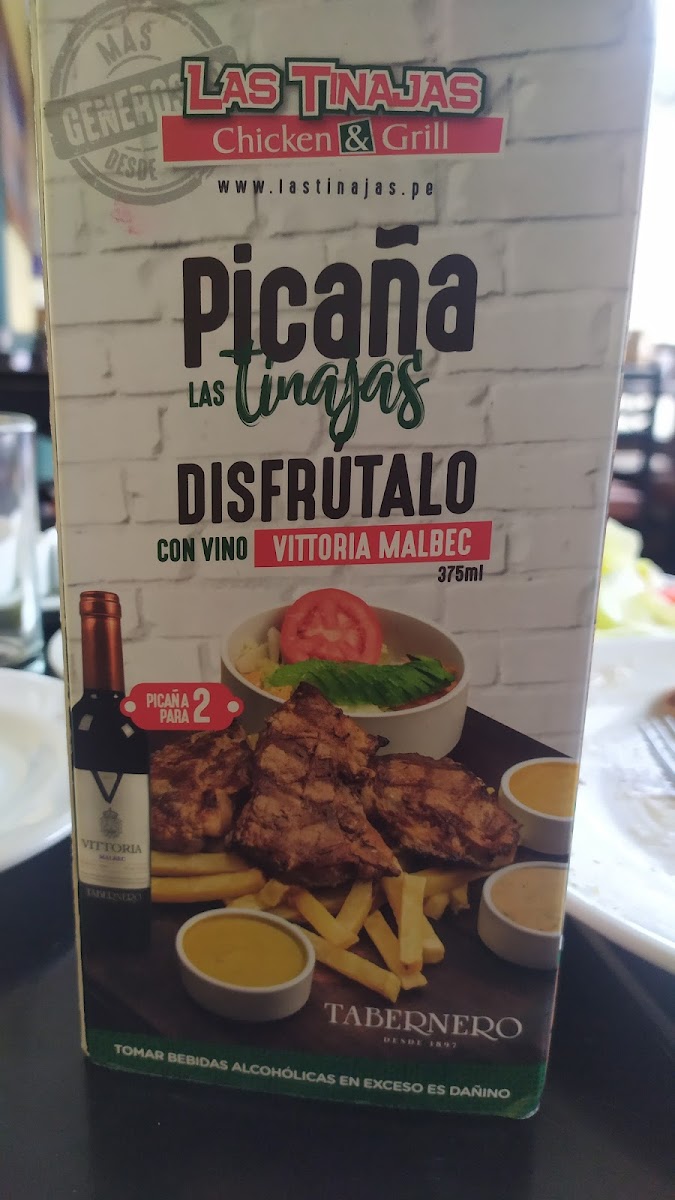 MÁS
GENEROSO
DESDE
LAS TINAJAS
Chicken & Grill
www.lastinajas.pe
Picaña
LAS tinajas
DISFRÚTALO
CON VINO VITTORIA MALBEC
375ml
PICAÑA
PARA 2
VITTORIA
MALBEC
TABERNERO
TABERNERO
DESDE 1897
TOMAR BEBIDAS ALCOHÓLICAS EN EXCESO ES DAÑINO